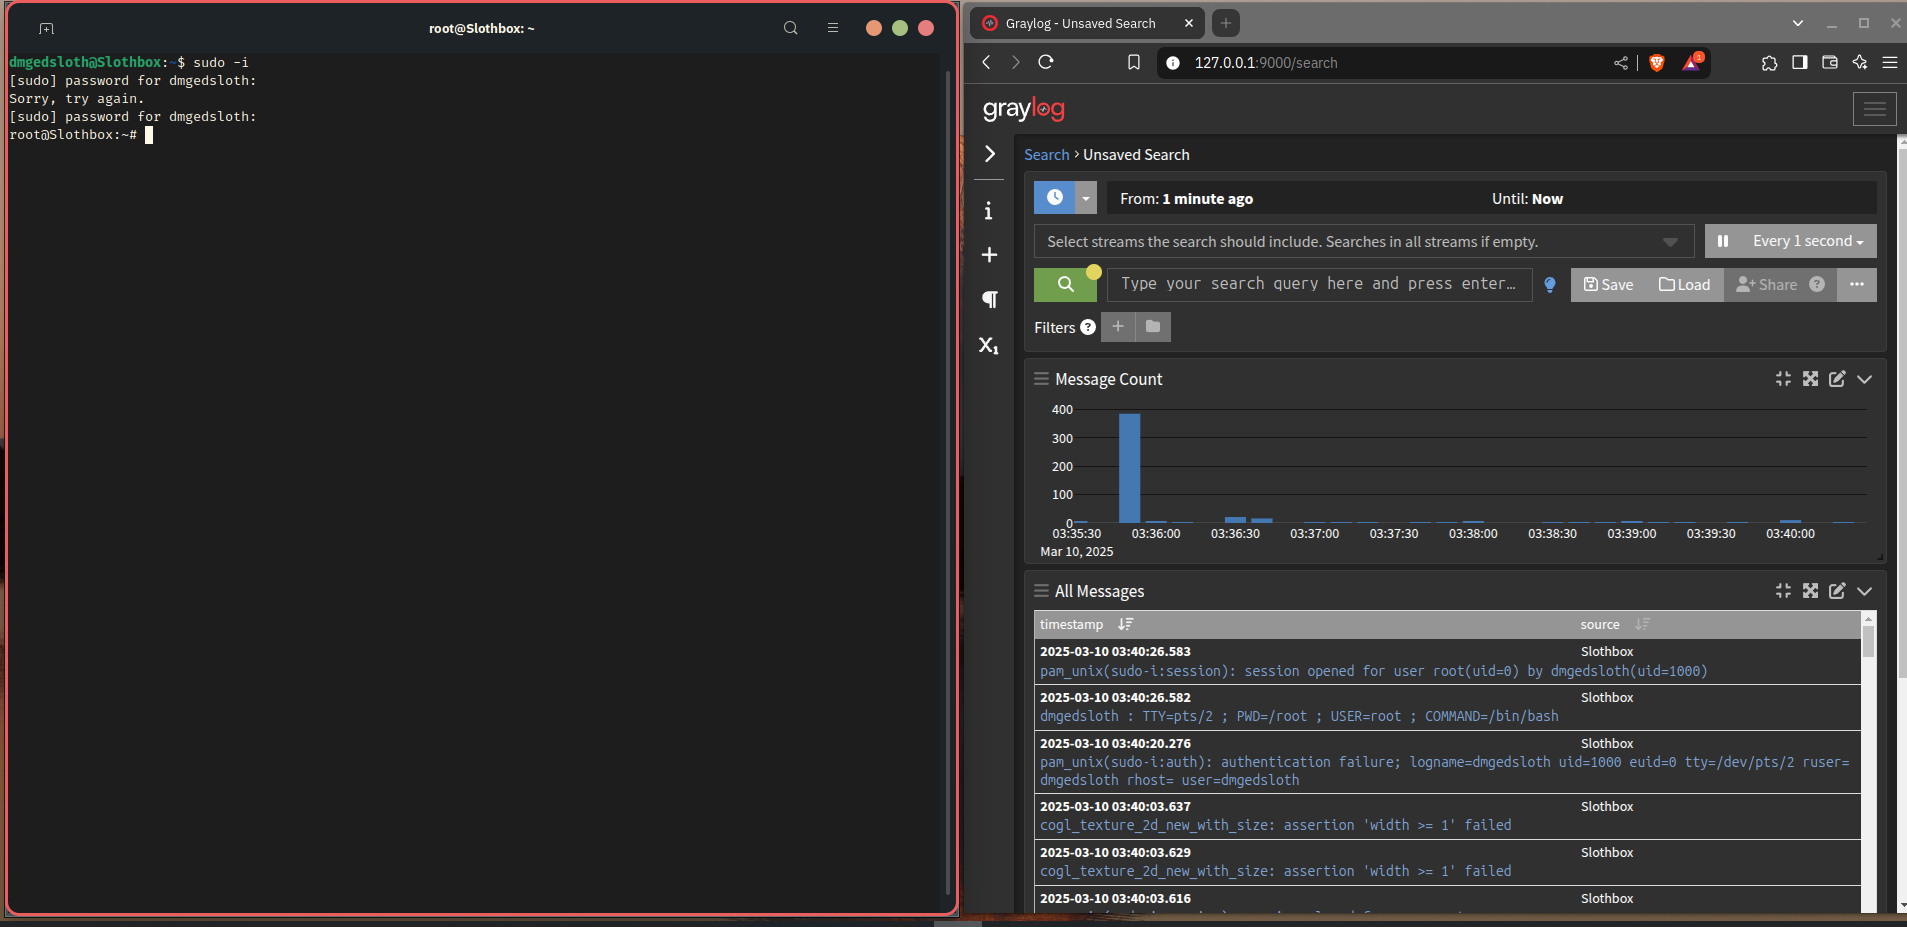 root@Slothbox: ~
dmgedsloth@Slothbox:~$ sudo -i
[sudo] password for dmgedsloth:
Sorry, try again.
[sudo] password for dmgedsloth:
root@Slothbox:~#
Graylog - Unsaved Search
127.0.0.1:9000/search
1
graylog
Search › Unsaved Search
From: 1 minute ago
Until: Now
Select streams the search should include. Searches in all streams if empty.
Every 1 second
Type your search query here and press enter…
Save
Load
Share
Filters
Message Count
400
300
200
100
0
03:35:30 03:36:00 03:36:30 03:37:00 03:37:30 03:38:00 03:38:30 03:39:00 03:39:30 03:40:00
Mar 10, 2025
All Messages
timestamp source
2025-03-10 03:40:26.583 Slothbox
pam_unix(sudo-i:session): session opened for user root(uid=0) by dmgedsloth(uid=1000)
2025-03-10 03:40:26.582 Slothbox
dmgedsloth : TTY=pts/2 ; PWD=/root ; USER=root ; COMMAND=/bin/bash
2025-03-10 03:40:20.276 Slothbox
pam_unix(sudo-i:auth): authentication failure; logname=dmgedsloth uid=1000 euid=0 tty=/dev/pts/2 ruser=
dmgedsloth rhost= user=dmgedsloth
2025-03-10 03:40:03.637 Slothbox
cogl_texture_2d_new_with_size: assertion 'width >= 1' failed
2025-03-10 03:40:03.629 Slothbox
cogl_texture_2d_new_with_size: assertion 'width >= 1' failed
2025-03-10 03:40:03.616 Slothbox